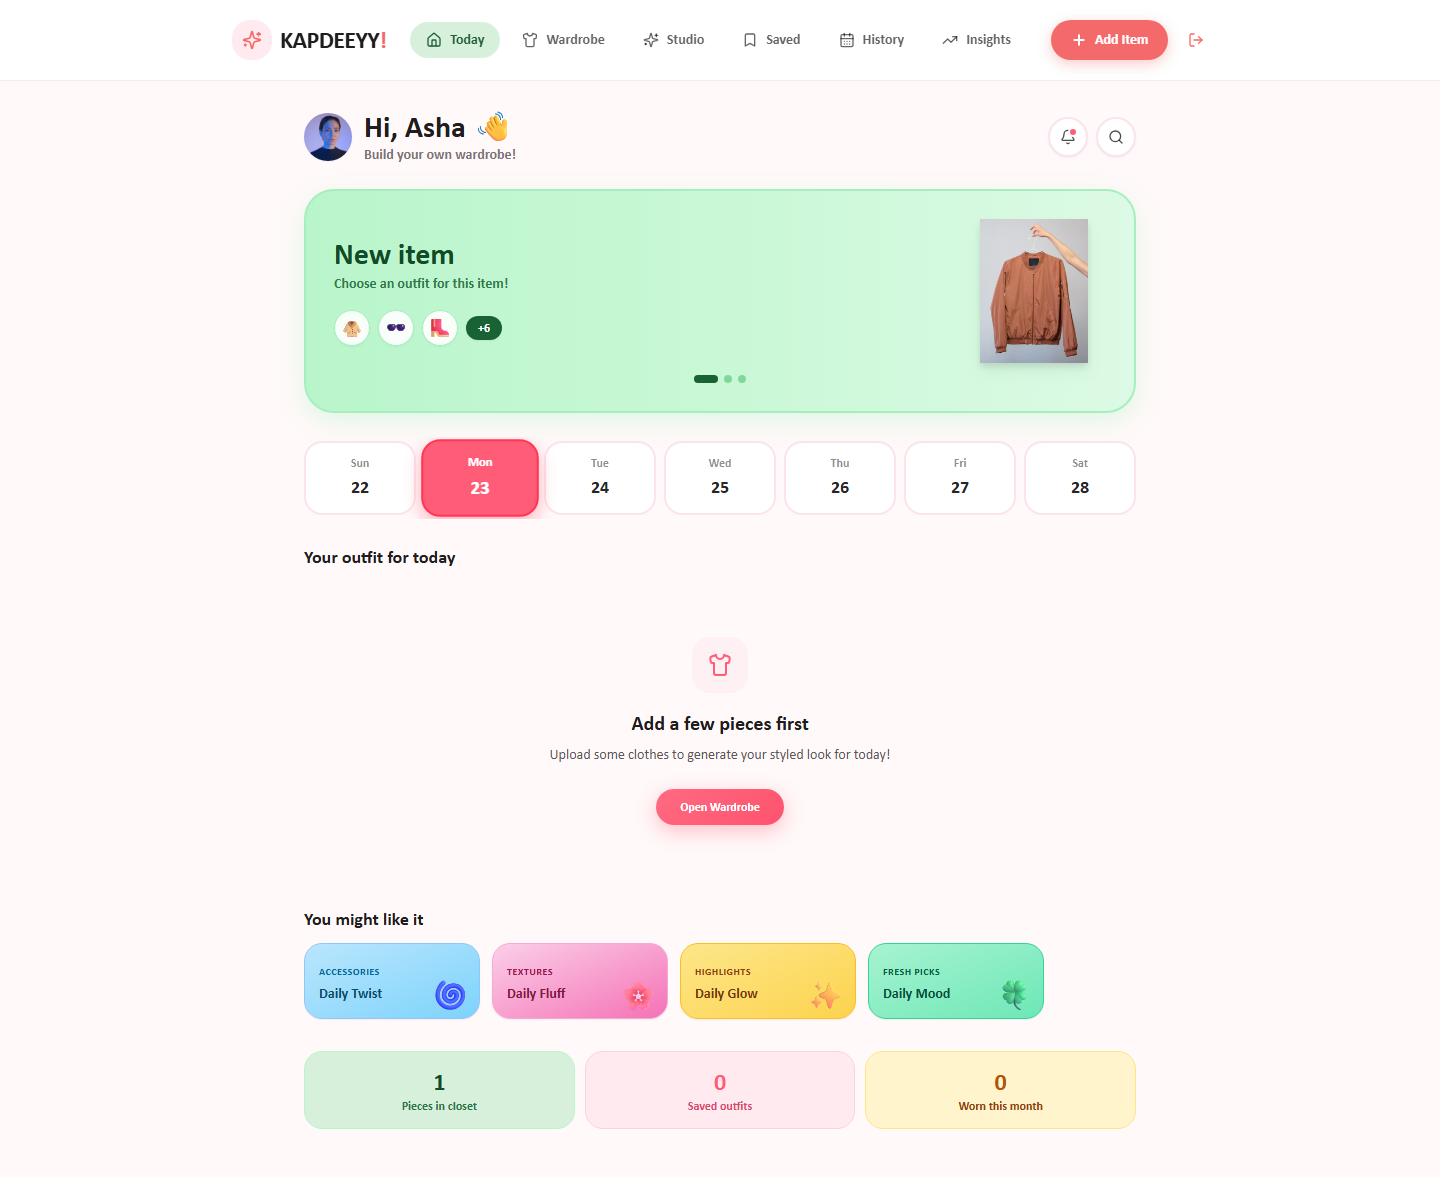 KAPDEEYY!
Today
Wardrobe
Studio
Saved
History
Insights
Add Item
Hi, Asha 👋
Build your own wardrobe!
New item
Choose an outfit for this item!
+6
Sun
22
Mon
23
Tue
24
Wed
25
Thu
26
Fri
27
Sat
28
Your outfit for today
Add a few pieces first
Upload some clothes to generate your styled look for today!
Open Wardrobe
You might like it
ACCESSORIES
Daily Twist
TEXTURES
Daily Fluff
HIGHLIGHTS
Daily Glow
FRESH PICKS
Daily Mood
1
Pieces in closet
0
Saved outfits
0
Worn this month